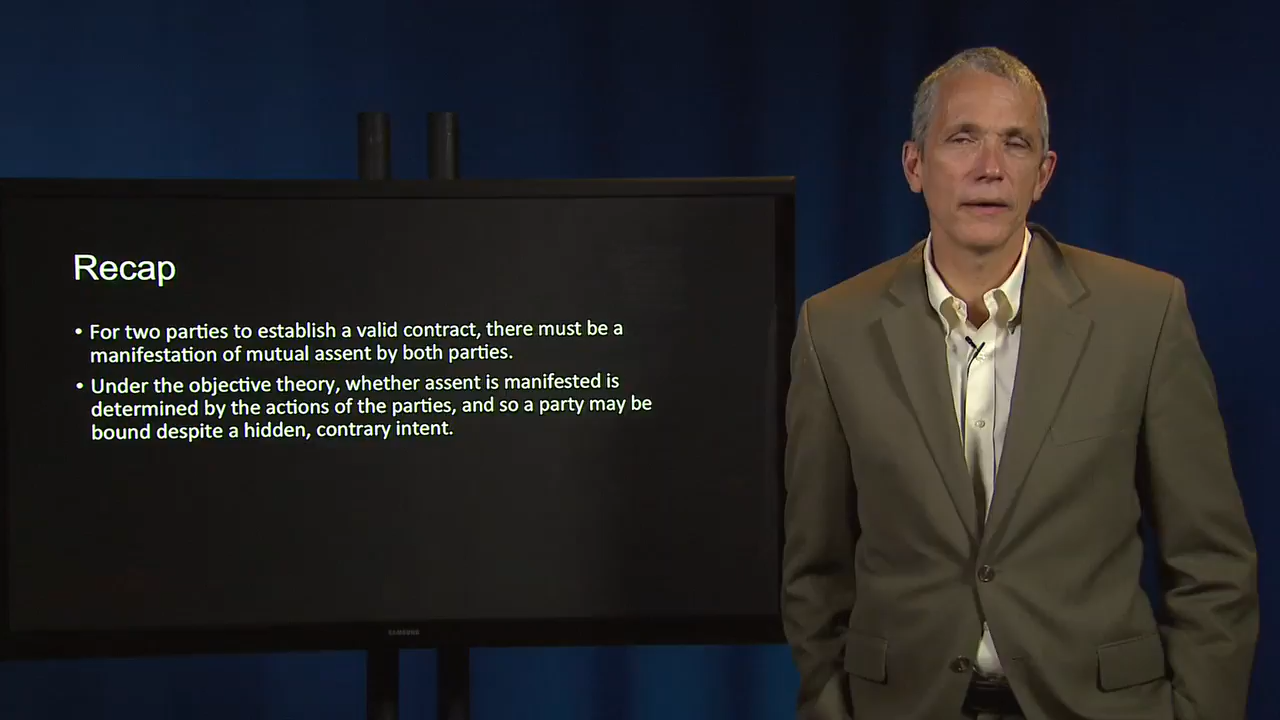 Recap
• For two parties to establish a valid contract, there must be a
manifestation of mutual assent by both parties.
• Under the objective theory, whether assent is manifested is
determined by the actions of the parties, and so a party may be
bound despite a hidden, contrary intent.
SAMSUNG